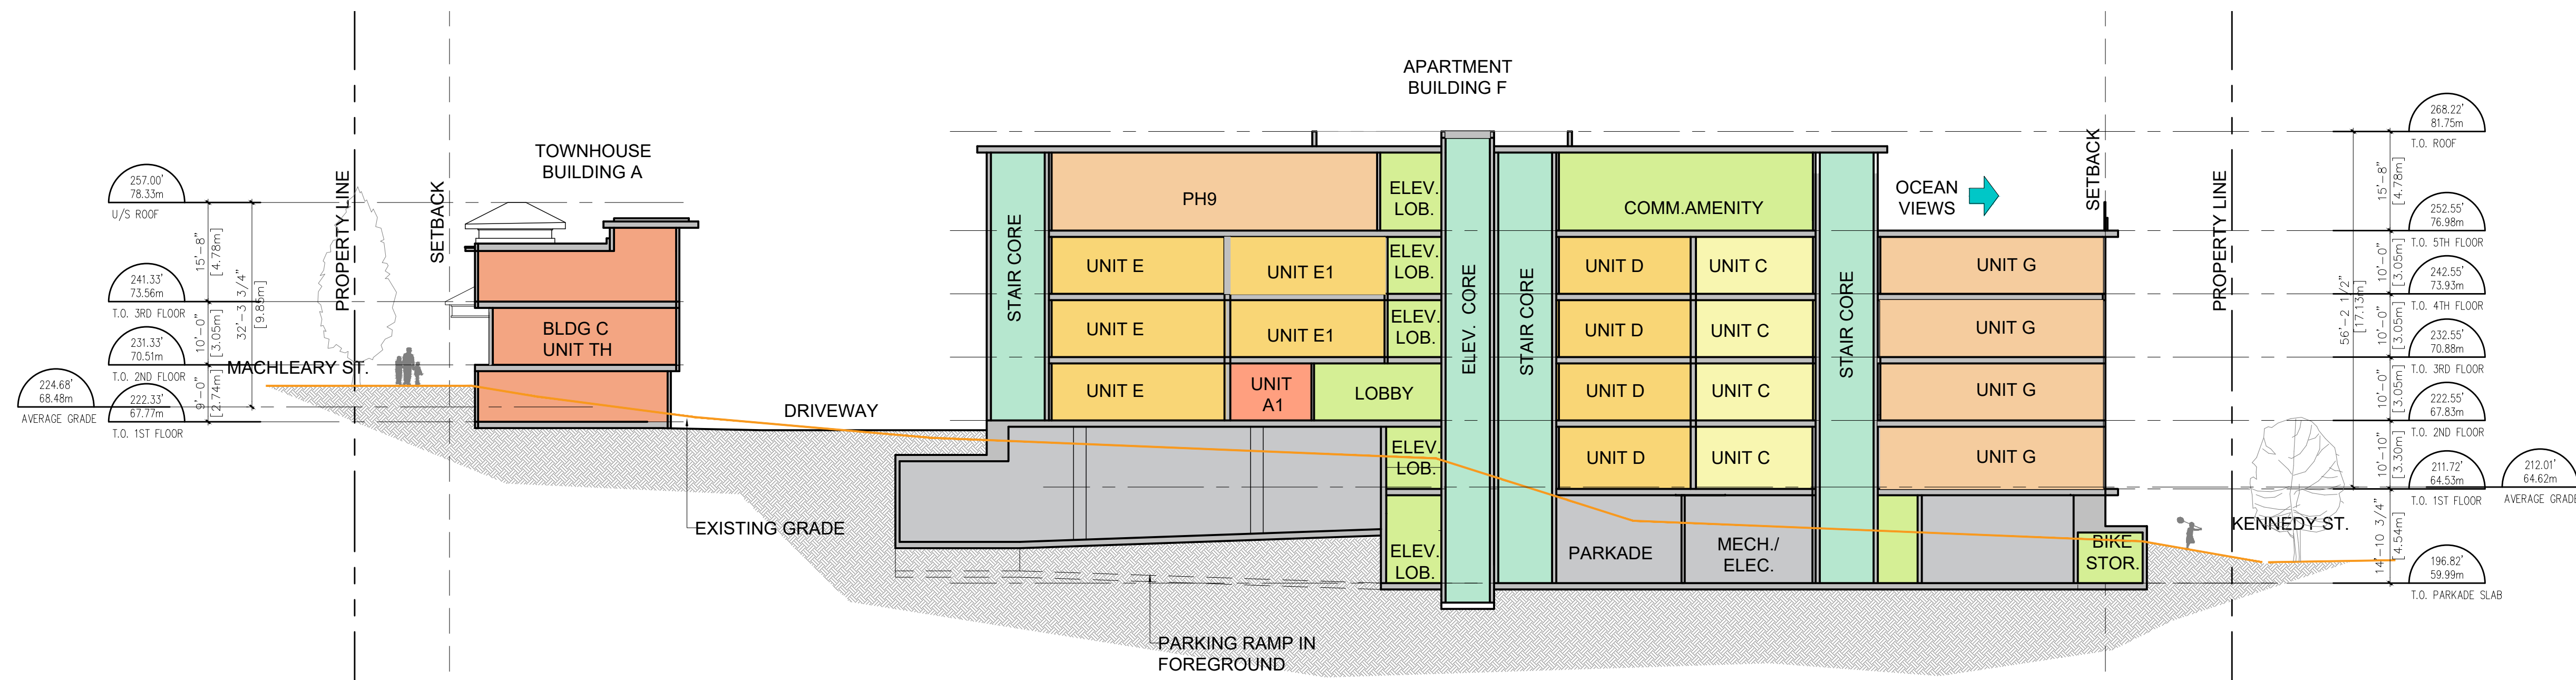 APARTMENT
BUILDING F
TOWNHOUSE
BUILDING A
PROPERTY LINE
SETBACK
257.00'
78.33m
U/S ROOF
15'-8"
[4.78m]
32'-3 3/4"
[9.85m]
241.33'
73.56m
T.O. 3RD FLOOR
10'-0"
[3.05m]
231.33'
70.51m
T.O. 2ND FLOOR
9'-0"
[2.74m]
224.68'
68.48m
AVERAGE GRADE
222.33'
67.77m
T.O. 1ST FLOOR
MACHLEARY ST.
BLDG C
UNIT TH
DRIVEWAY
EXISTING GRADE
STAIR CORE
PH9
ELEV.
LOB.
UNIT E
UNIT E1
ELEV.
LOB.
UNIT E
UNIT E1
ELEV.
LOB.
UNIT E
UNIT
A1
LOBBY
ELEV.
LOB.
ELEV.
LOB.
ELEV. CORE
STAIR CORE
COMM.AMENITY
UNIT D
UNIT C
UNIT D
UNIT C
UNIT D
UNIT C
UNIT D
UNIT C
PARKADE
MECH./
ELEC.
STAIR CORE
OCEAN
VIEWS
UNIT G
UNIT G
UNIT G
UNIT G
BIKE
STOR.
PARKING RAMP IN
FOREGROUND
SETBACK
PROPERTY LINE
KENNEDY ST.
268.22'
81.75m
T.O. ROOF
15'-8"
[4.78m]
56'-2 1/2"
[17.13m]
252.55'
76.98m
T.O. 5TH FLOOR
10'-0"
[3.05m]
242.55'
73.93m
T.O. 4TH FLOOR
10'-0"
[3.05m]
232.55'
70.88m
T.O. 3RD FLOOR
10'-0"
[3.05m]
222.55'
67.83m
T.O. 2ND FLOOR
10'-10"
[3.30m]
211.72'
64.53m
T.O. 1ST FLOOR
212.01'
64.62m
AVERAGE GRADE
14'-10 3/4"
[4.54m]
196.82'
59.99m
T.O. PARKADE SLAB